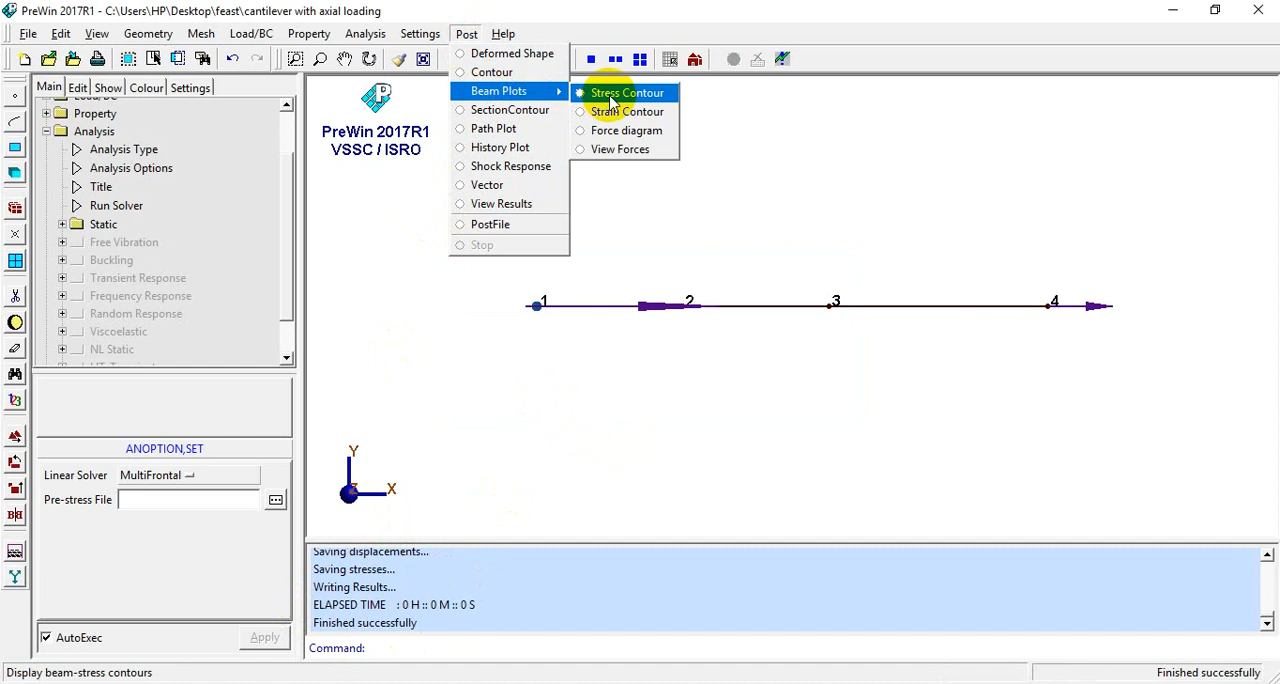 PreWin 2017R1 - C:\Users\HP\Desktop\feast\cantilever with axial loading
File Edit View Geometry Mesh Load/BC Property Analysis Settings Post Help
Main Edit Show Colour Settings
Property
Analysis
Analysis Type
Analysis Options
Title
Run Solver
Static
Free Vibration
Buckling
Transient Response
Frequency Response
Random Response
Viscoelastic
NL Static
ANOPTION,SET
Linear Solver MultiFrontal
Pre-stress File
AutoExec Apply
Deformed Shape
Contour
Beam Plots
SectionContour
Path Plot
History Plot
Shock Response
Vector
View Results
PostFile
Stop
Stress Contour
Strain Contour
Force diagram
View Forces
PreWin 2017R1
VSSC / ISRO
1 2 3 4
Y
Z X
Saving displacements...
Saving stresses...
Writing Results...
ELAPSED TIME : 0 H :: 0 M :: 0 S
Finished successfully
Command:
Display beam-stress contours Finished successfully